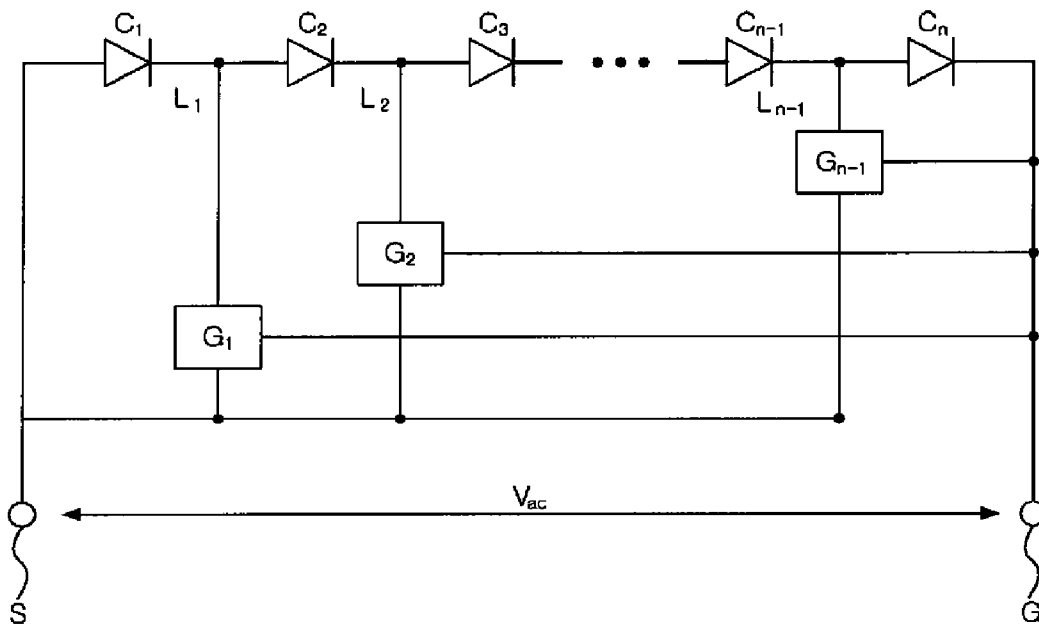 C₁ C₂ C₃ Cₙ₋₁ Cₙ
L₁ L₂ Lₙ₋₁
Gₙ₋₁
G₂
G₁
Vac
S G